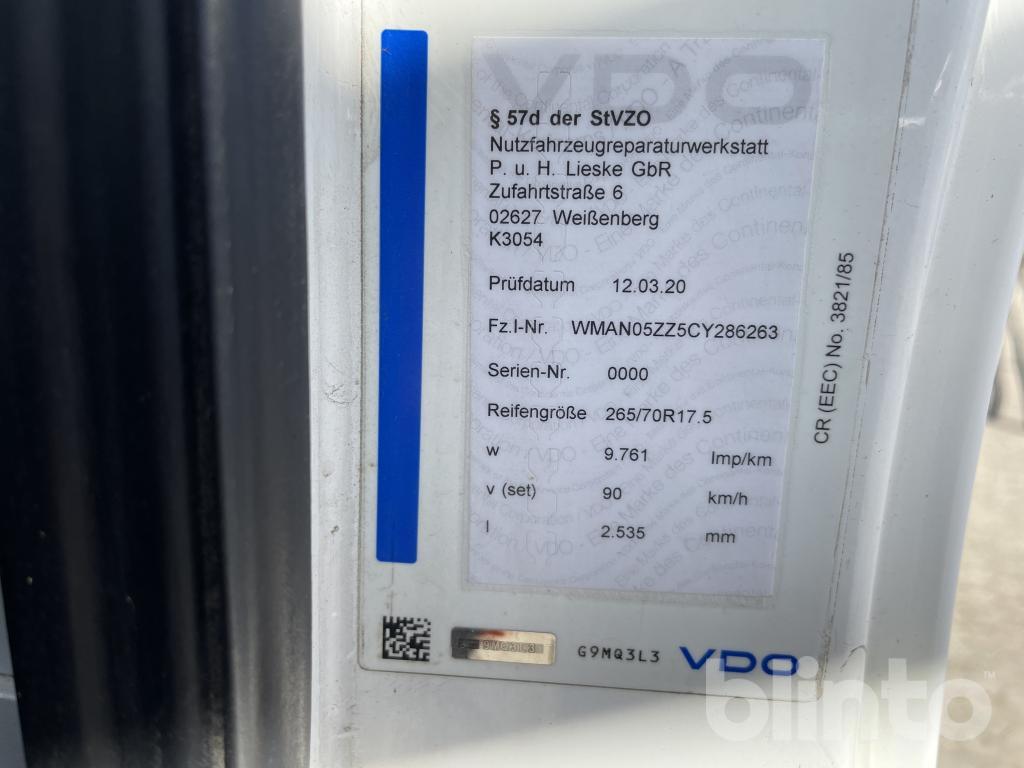 VDO
§ 57d der StVZO
Nutzfahrzeugreparaturwerkstatt
P. u. H. Lieske GbR
Zufahrtstraße 6
02627 Weißenberg
K3054
Prüfdatum 12.03.20
Fz.I-Nr. WMAN05ZZ5CY286263
Serien-Nr. 0000
Reifengröße 265/70R17.5
w 9.761 Imp/km
v (set) 90 km/h
l 2.535 mm
CR (EEC) No. 3821/85
G9MQ3L3 VDO
blinto